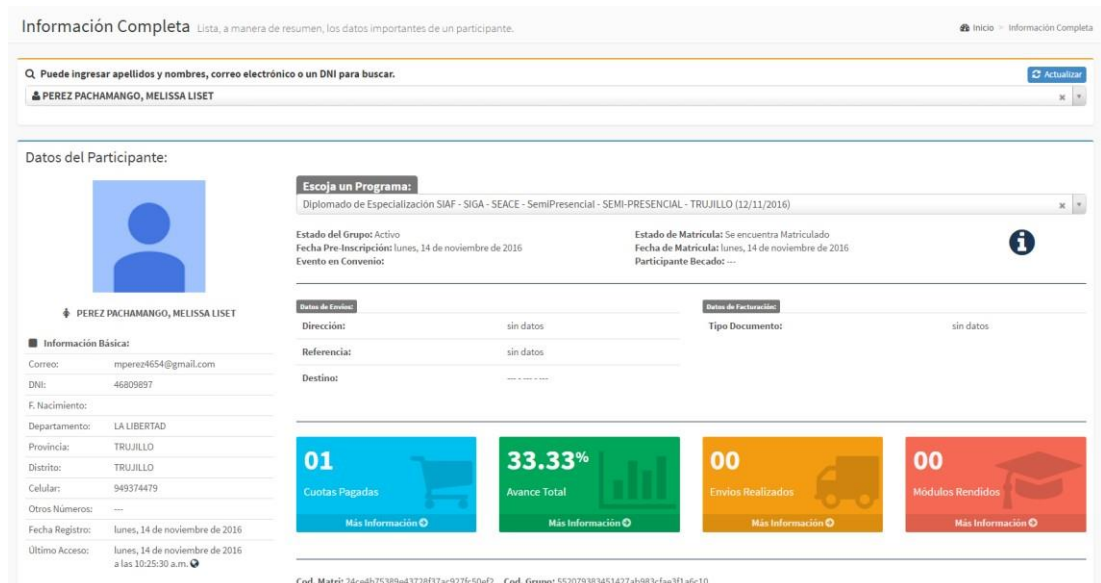 Información Completa Lista, a manera de resumen, los datos importantes de un participante.
Inicio > Información Completa
Puede ingresar apellidos y nombres, correo electrónico o un DNI para buscar.
Actualizar
PEREZ PACHAMANGO, MELISSA LISET
Datos del Participante:
PEREZ PACHAMANGO, MELISSA LISET
Información Básica:
Correo: mperez4654@gmail.com
DNI: 46809897
F. Nacimiento:
Departamento: LA LIBERTAD
Provincia: TRUJILLO
Distrito: TRUJILLO
Celular: 949374479
Otros Números: ---
Fecha Registro: lunes, 14 de noviembre de 2016
Último Acceso: lunes, 14 de noviembre de 2016
a las 10:25:30 a.m.
Escoja un Programa:
Diplomado de Especialización SIAF - SIGA - SEACE - SemiPresencial - SEMI-PRESENCIAL - TRUJILLO (12/11/2016)
Estado del Grupo: Activo
Fecha Pre-Inscripción: lunes, 14 de noviembre de 2016
Evento en Convenio:
Estado de Matrícula: Se encuentra Matriculado
Fecha de Matrícula: lunes, 14 de noviembre de 2016
Participante Becado: ---
Datos de Envíos:
Dirección: sin datos
Referencia: sin datos
Destino: --- - --- - ---
Datos de Facturación:
Tipo Documento: sin datos
01
Cuotas Pagadas
Más Información
33.33%
Avance Total
Más Información
00
Envios Realizados
Más Información
00
Módulos Rendidos
Más Información
Cod. Matri: Cod. Grupo: